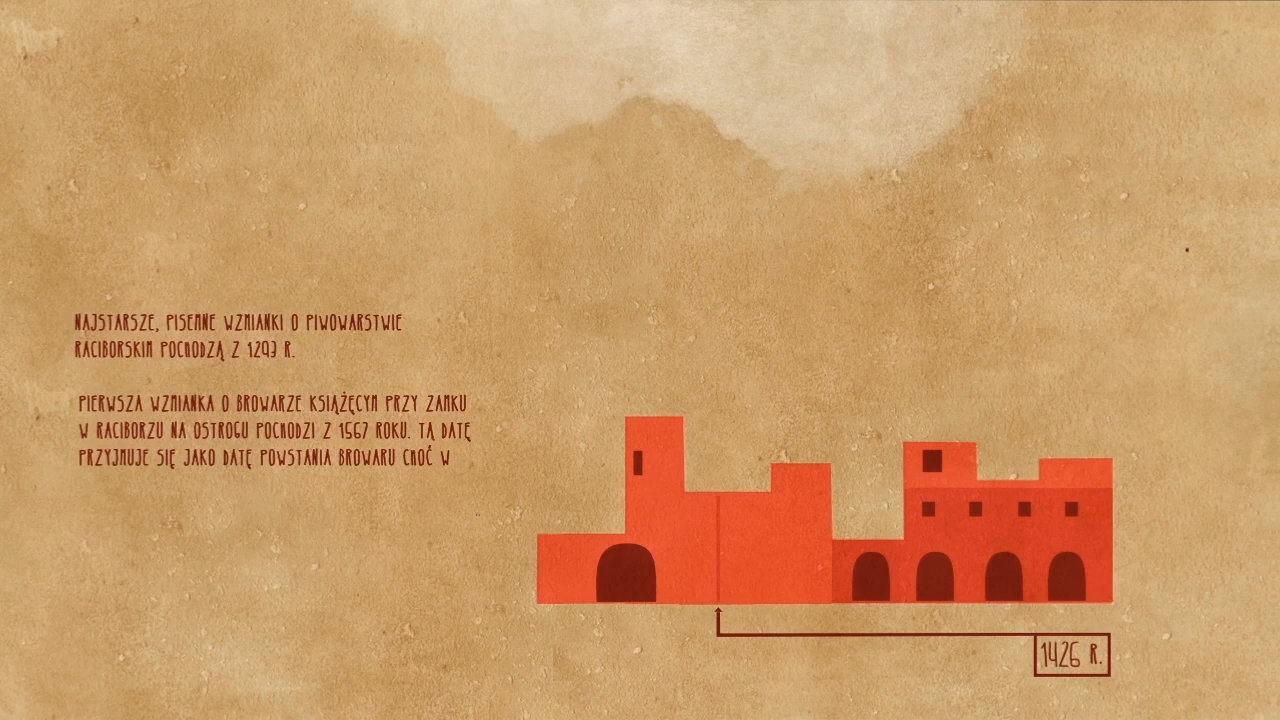 NAJSTARSZE, PISEMNE WZMIANKI O PIWOWARSTWIE
RACIBORSKIM POCHODZĄ Z 1293 R.
PIERWSZA WZMIANKA O BROWARZE KSIĄŻĘCYM PRZY ZAMKU
W RACIBORZU NA OSTROGU POCHODZI Z 1567 ROKU. TĄ DATĘ
PRZYJMUJE SIĘ JAKO DATĘ POWSTANIA BROWARU CHOĆ W
1426 R.